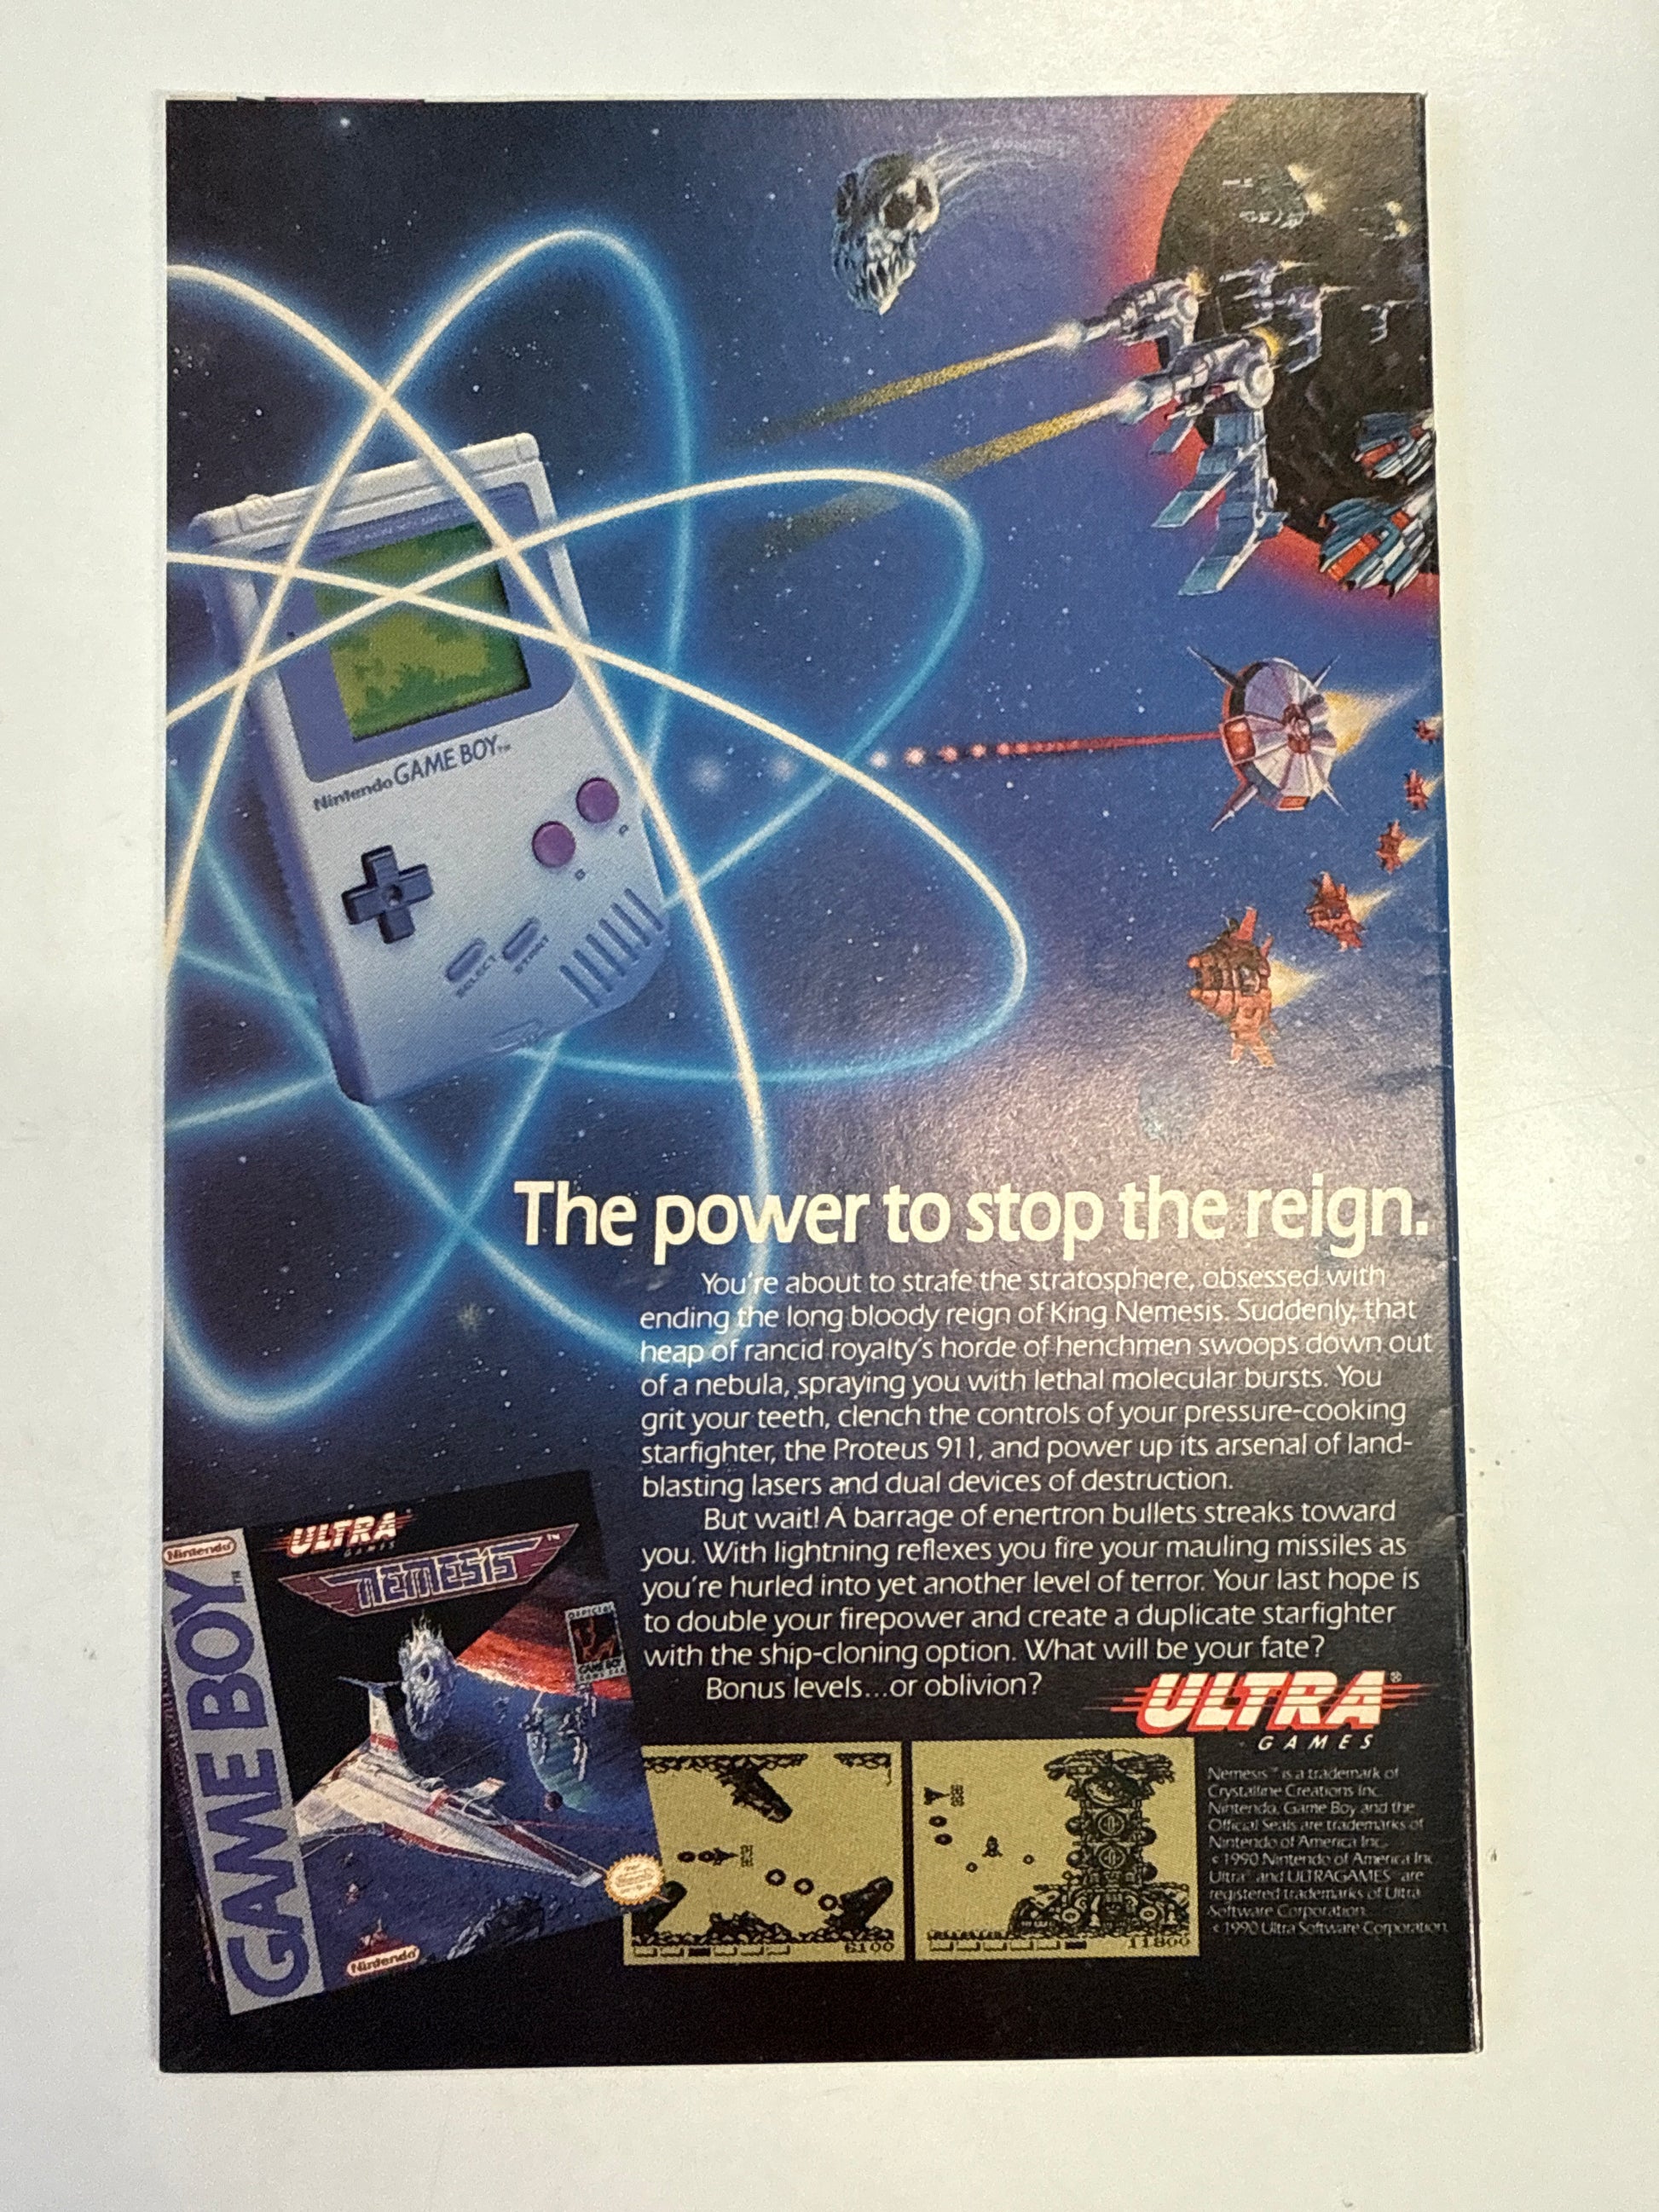 Nintendo GAME BOY™
A
B
SELECT
START
The power to stop the reign.
You're about to strafe the stratosphere, obsessed with
ending the long bloody reign of King Nemesis. Suddenly, that
heap of rancid royalty's horde of henchmen swoops down out
of a nebula, spraying you with lethal molecular bursts. You
grit your teeth, clench the controls of your pressure-cooking
starfighter, the Proteus 911, and power up its arsenal of land-
blasting lasers and dual devices of destruction.
But wait! A barrage of enertron bullets streaks toward
you. With lightning reflexes you fire your mauling missiles as
you're hurled into yet another level of terror. Your last hope is
to double your firepower and create a duplicate starfighter
with the ship-cloning option. What will be your fate?
Bonus levels...or oblivion?
ULTRA®
GAMES
Nintendo
GAME BOY™
ULTRA
GAMES
NEMESIS™
OFFICIAL
GAME BOY
Nintendo
6100
11800
Nemesis™ is a trademark of
Crystalline Creations Inc.
Nintendo, Game Boy and the
Official Seals are trademarks of
Nintendo of America Inc.
© 1990 Nintendo of America Inc.
Ultra® and ULTRAGAMES® are
registered trademarks of Ultra
Software Corporation.
© 1990 Ultra Software Corporation.